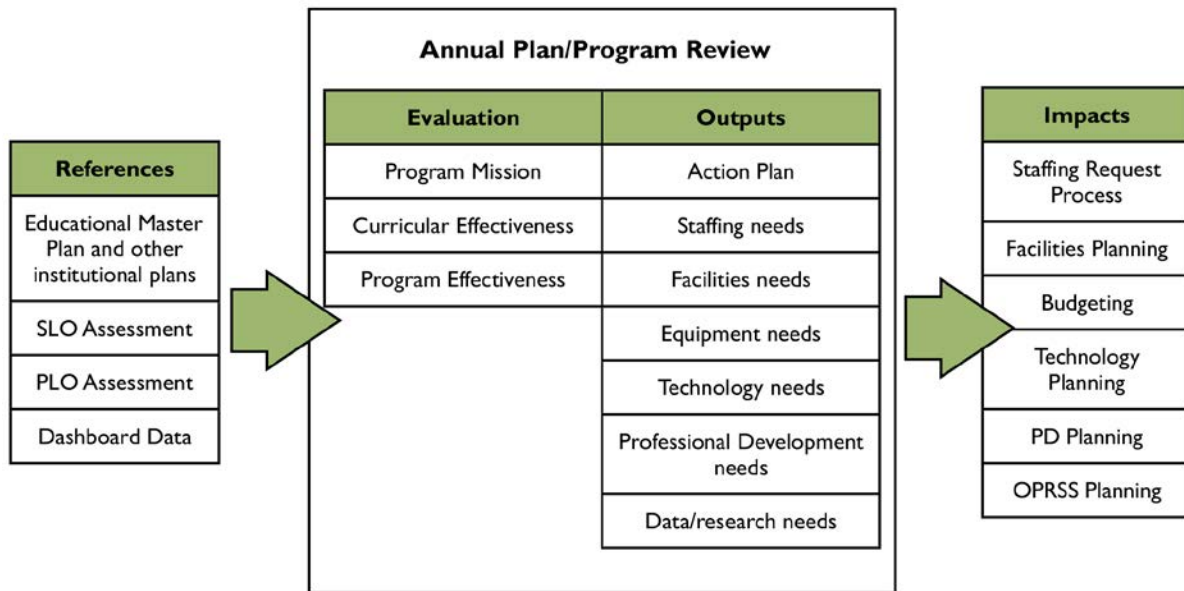 References
Educational Master
Plan and other
institutional plans
SLO Assessment
PLO Assessment
Dashboard Data
Annual Plan/Program Review
Evaluation
Program Mission
Curricular Effectiveness
Program Effectiveness
Outputs
Action Plan
Staffing needs
Facilities needs
Equipment needs
Technology needs
Professional Development
needs
Data/research needs
Impacts
Staffing Request
Process
Facilities Planning
Budgeting
Technology
Planning
PD Planning
OPRSS Planning